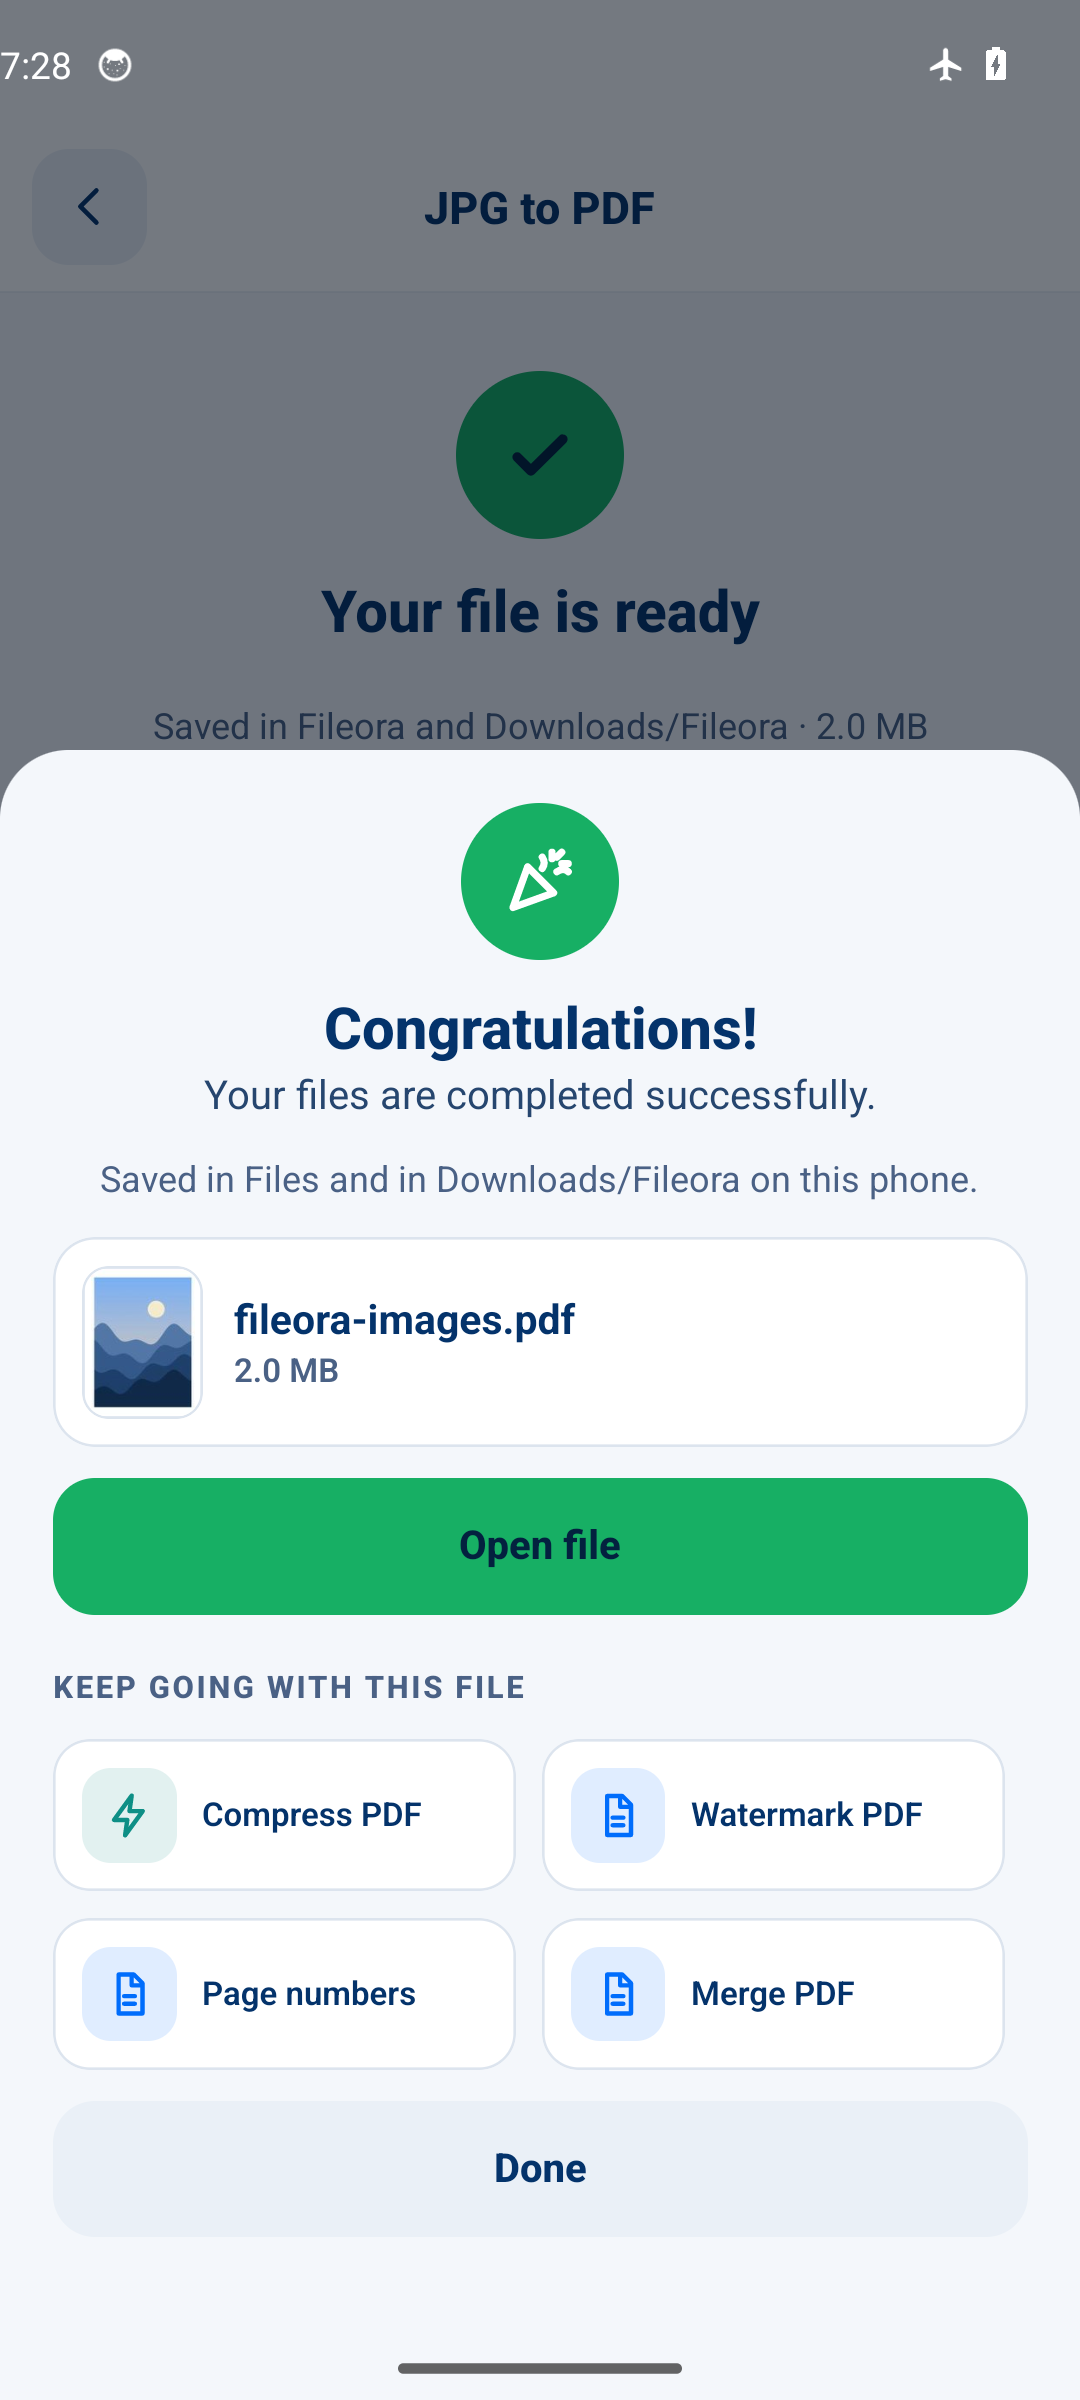 7:28
JPG to PDF
Your file is ready
Saved in Fileora and Downloads/Fileora · 2.0 MB
Congratulations!
Your files are completed successfully.
Saved in Files and in Downloads/Fileora on this phone.
fileora-images.pdf
2.0 MB
Open file
KEEP GOING WITH THIS FILE
Compress PDF
Watermark PDF
Page numbers
Merge PDF
Done